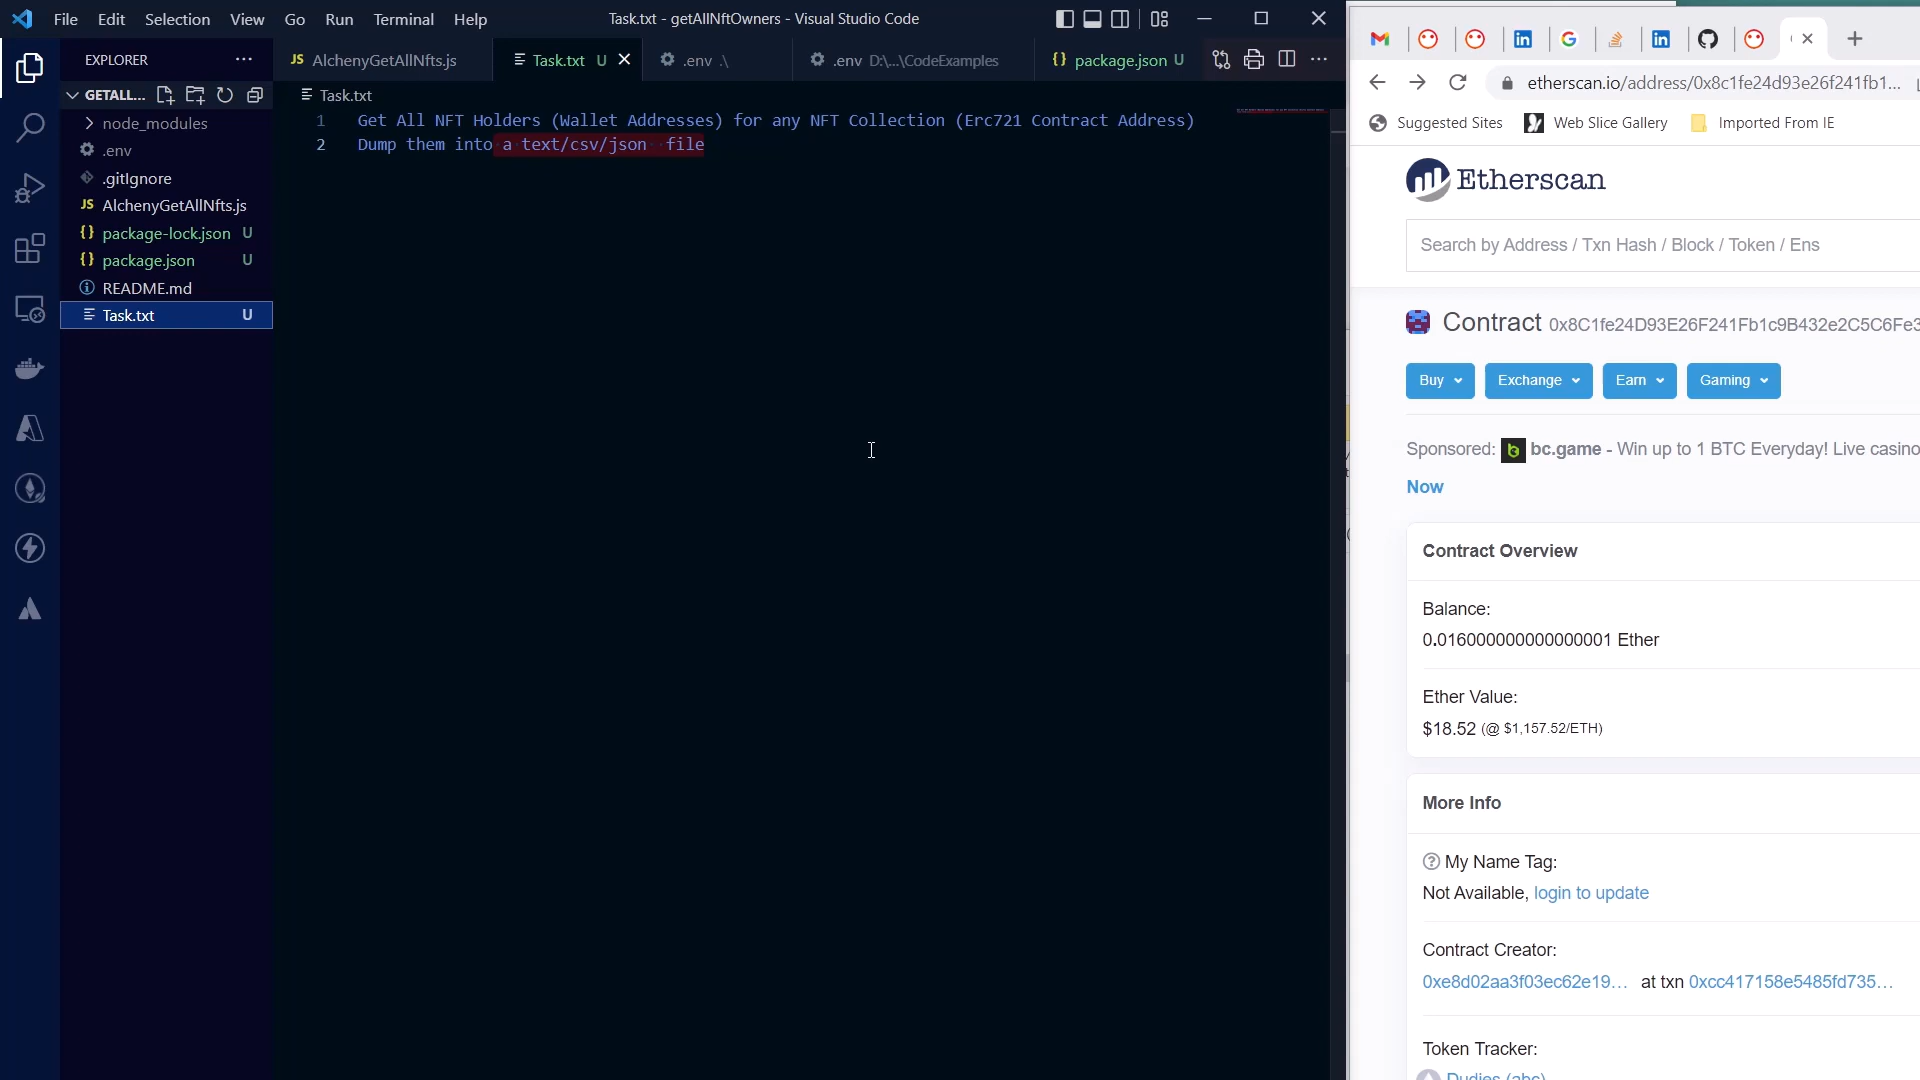 File Edit Selection View Go Run Terminal Help
Task.txt - getAllNftOwners - Visual Studio Code
EXPLORER
GETALL...
node_modules
.env
.gitIgnore
JS AlchenyGetAllNfts.js
{} package-lock.json U
{} package.json U
README.md
Task.txt U
JS AlchenyGetAllNfts.js
Task.txt U
.env .\
.env D:\...\CodeExamples
{} package.json U
Task.txt
1 Get All NFT Holders (Wallet Addresses) for any NFT Collection (Erc721 Contract Address)
2 Dump them into a text/csv/json  file
etherscan.io/address/0x8c1fe24d93e26f241fb1...
Suggested Sites
Web Slice Gallery
Imported From IE
Etherscan
Search by Address / Txn Hash / Block / Token / Ens
Contract 0x8C1fe24D93E26F241Fb1c9B432e2C5C6Fe3
Buy
Exchange
Earn
Gaming
Sponsored: bc.game - Win up to 1 BTC Everyday! Live casino
Now
Contract Overview
Balance:
0.016000000000000001 Ether
Ether Value:
$18.52 (@ $1,157.52/ETH)
More Info
My Name Tag:
Not Available, login to update
Contract Creator:
0xe8d02aa3f03ec62e19... at txn 0xcc417158e5485fd735...
Token Tracker:
Dudies (abc)